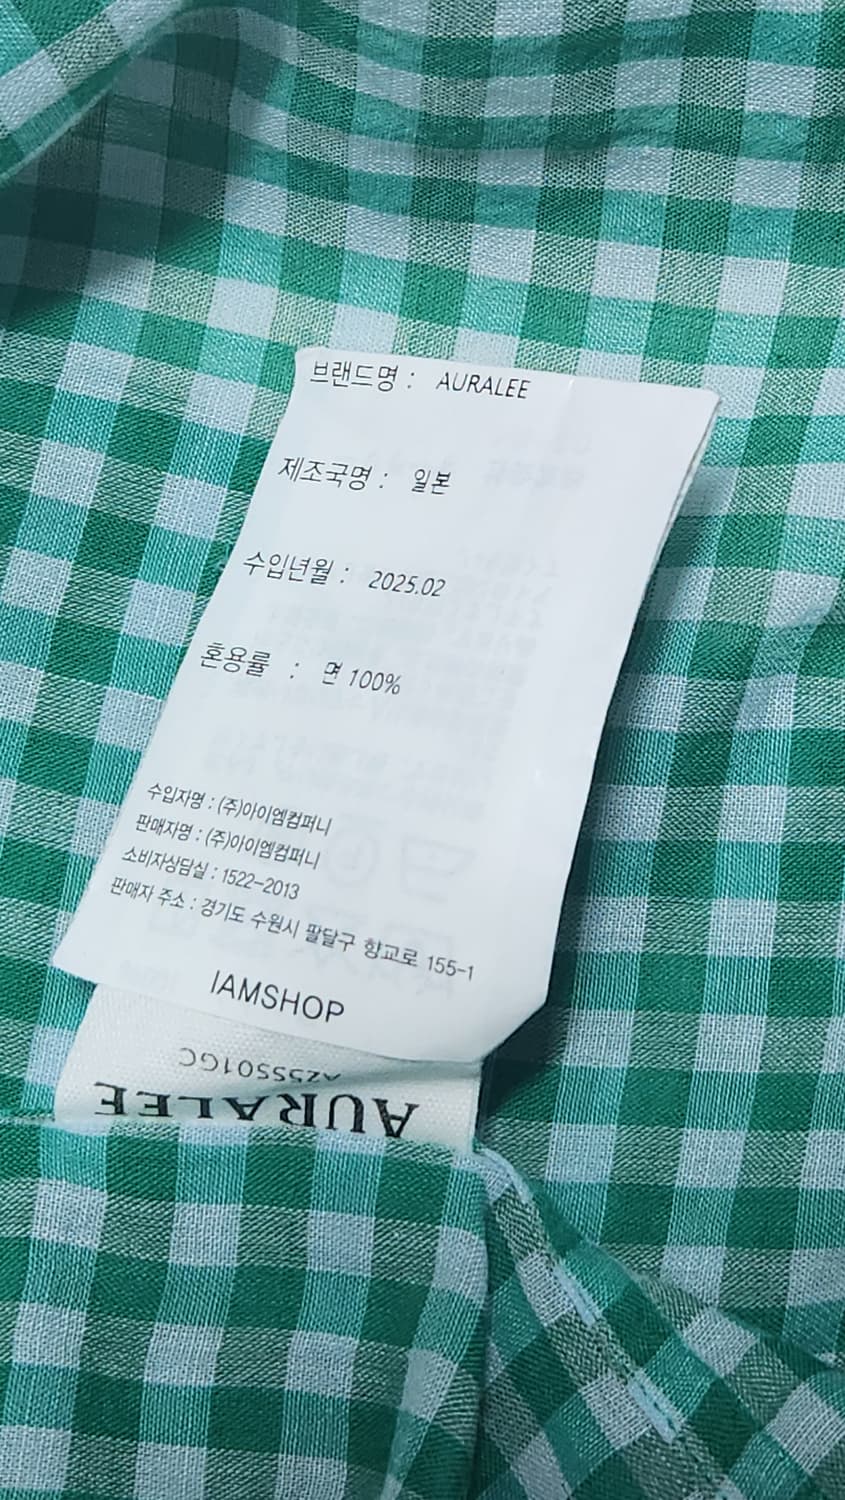 브랜드명 : AURALEE
제조국명 : 일본
수입년월 : 2025.02
혼용률 : 면 100%
수입자명 : (주)아이엠컴퍼니
판매자명 : (주)아이엠컴퍼니
소비자상담실 : 1522-2013
판매자 주소 : 경기도 수원시 팔달구 향교로 155-1
IAMSHOP
A25SS01GC
AURALEE